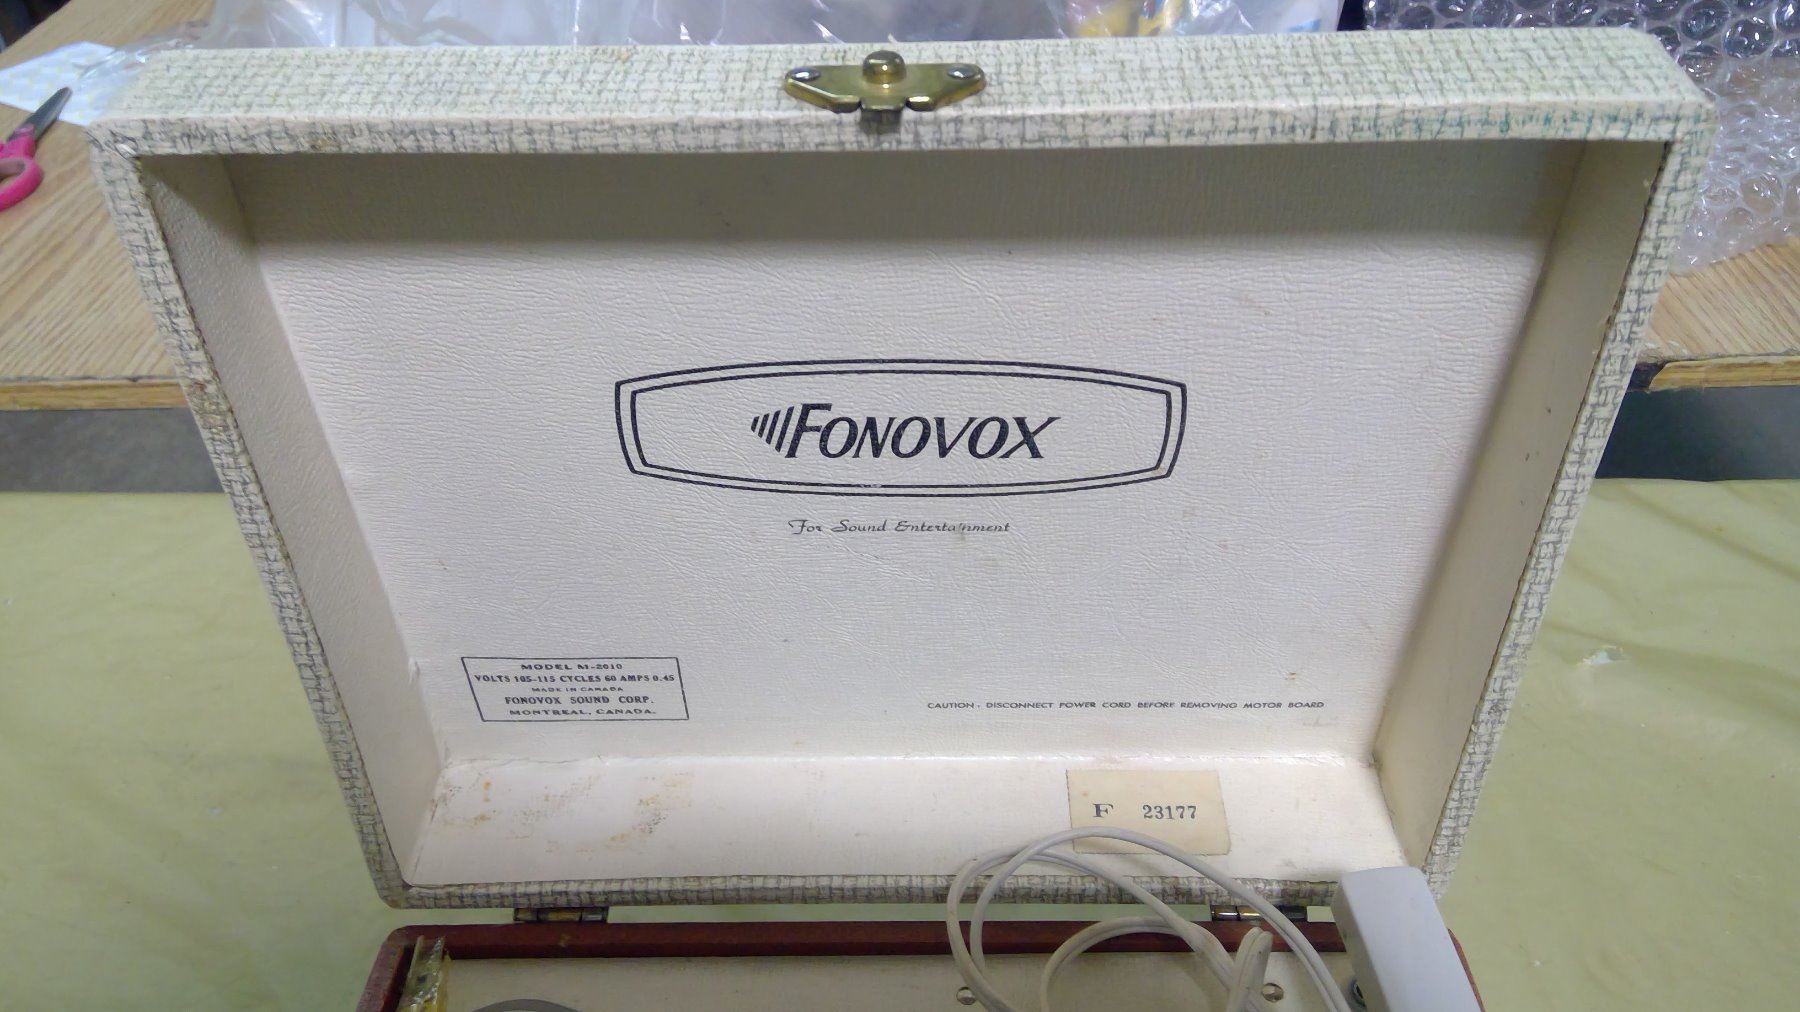 FONOVOX
For Sound Entertainment
MODEL M-2010
VOLTS 105-115 CYCLES 60 AMPS 0.45
MADE IN CANADA
FONOVOX SOUND CORP.
MONTREAL, CANADA.
CAUTION - DISCONNECT POWER CORD BEFORE REMOVING MOTOR BOARD
F 23177